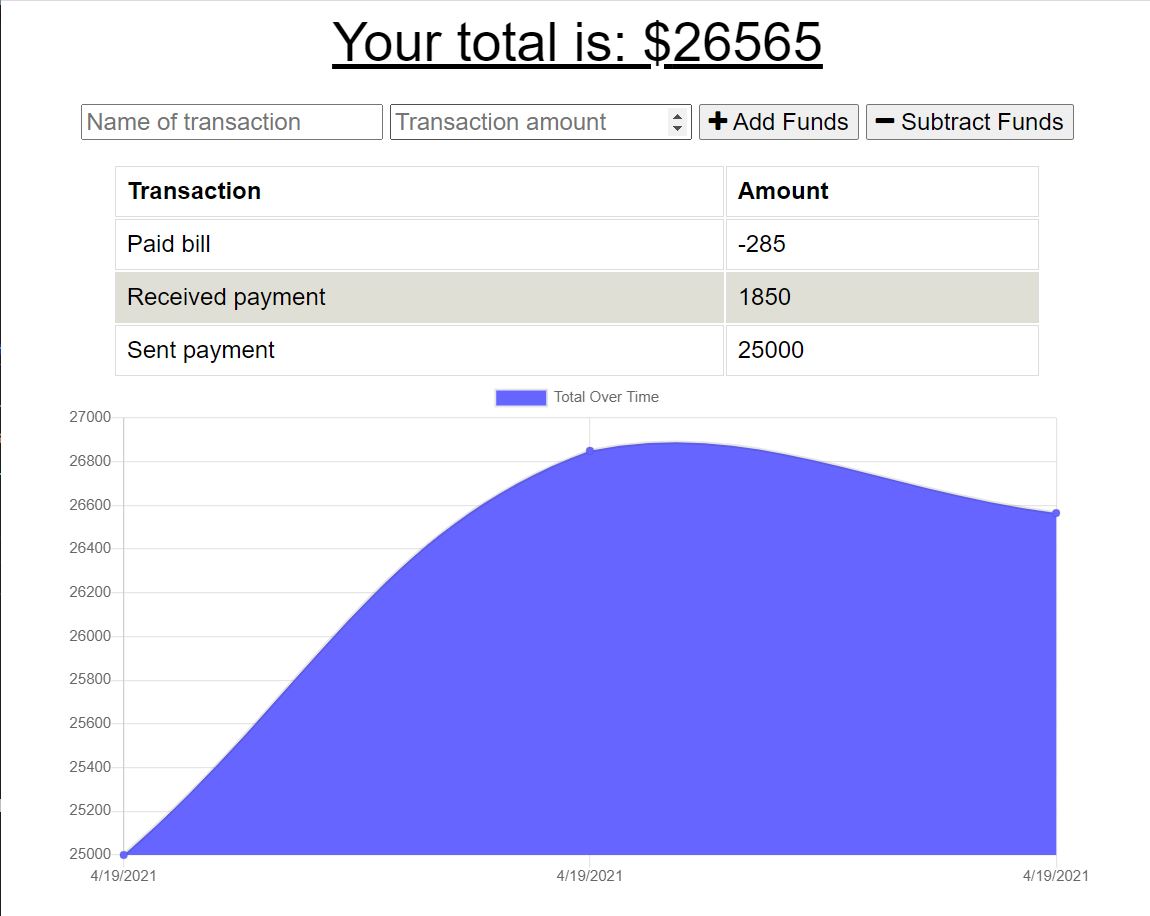 Your total is: $26565
Name of transaction Transaction amount Add Funds Subtract Funds
Transaction Amount
Paid bill -285
Received payment 1850
Sent payment 25000
Total Over Time
27000
26800
26600
26400
26200
26000
25800
25600
25400
25200
25000
4/19/2021 4/19/2021 4/19/2021